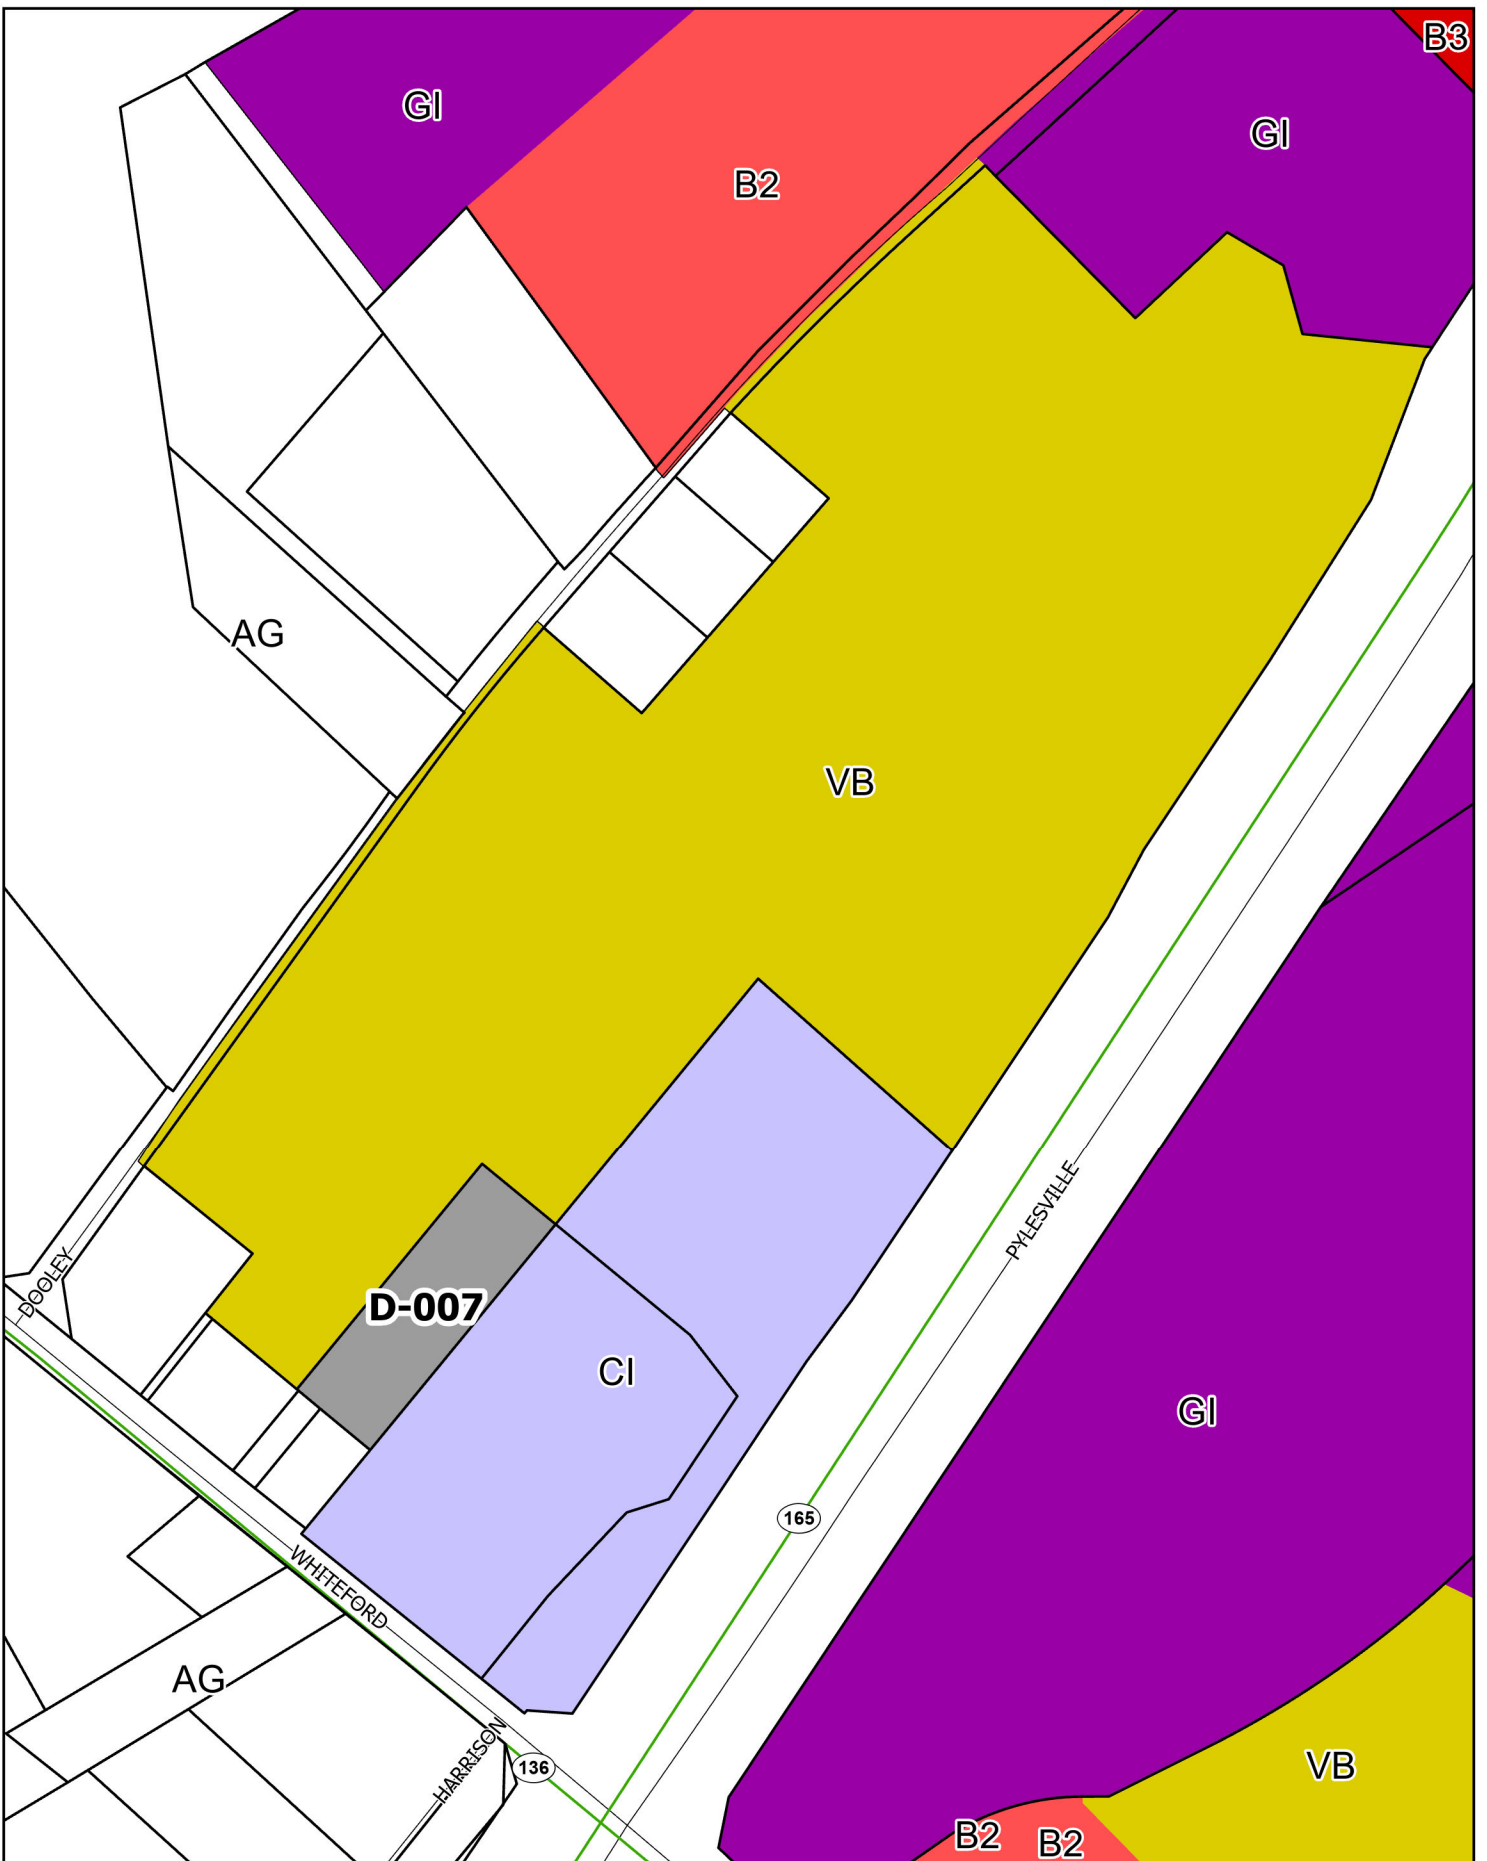 B3
GI
GI
B2
AG
VB
PYLESVILLE
DOOLEY
D-007
CI
GI
165
WHITEFORD
AG
HARRISON
136
VB
B2
B2